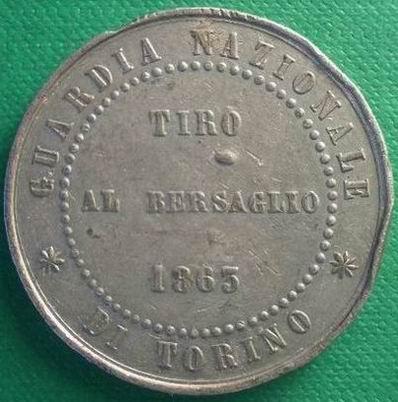 GUARDIA NAZIONALE
TIRO
AL BERSAGLIO
1863
* DI TORINO *